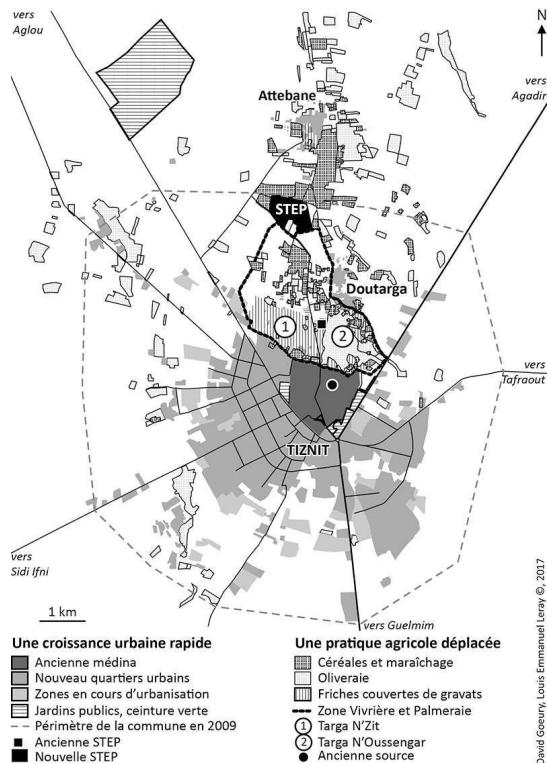 vers
Aglou
N
Attebane
vers
Agadir
STEP
Doutarga
1
2
vers
Tafraout
TIZNIT
vers
Sidi Ifni
1 km
vers Guelmim
Une croissance urbaine rapide
Ancienne médina
Nouveau quartiers urbains
Zones en cours d'urbanisation
Jardins publics, ceinture verte
Périmètre de la commune en 2009
Ancienne STEP
Nouvelle STEP
Une pratique agricole déplacée
Céréales et maraîchage
Oliveraie
Friches couvertes de gravats
Zone Vivrière et Palmeraie
1 Targa N'Zit
2 Targa N'Oussengar
Ancienne source
David Goeury, Louis Emmanuel Leray ©, 2017